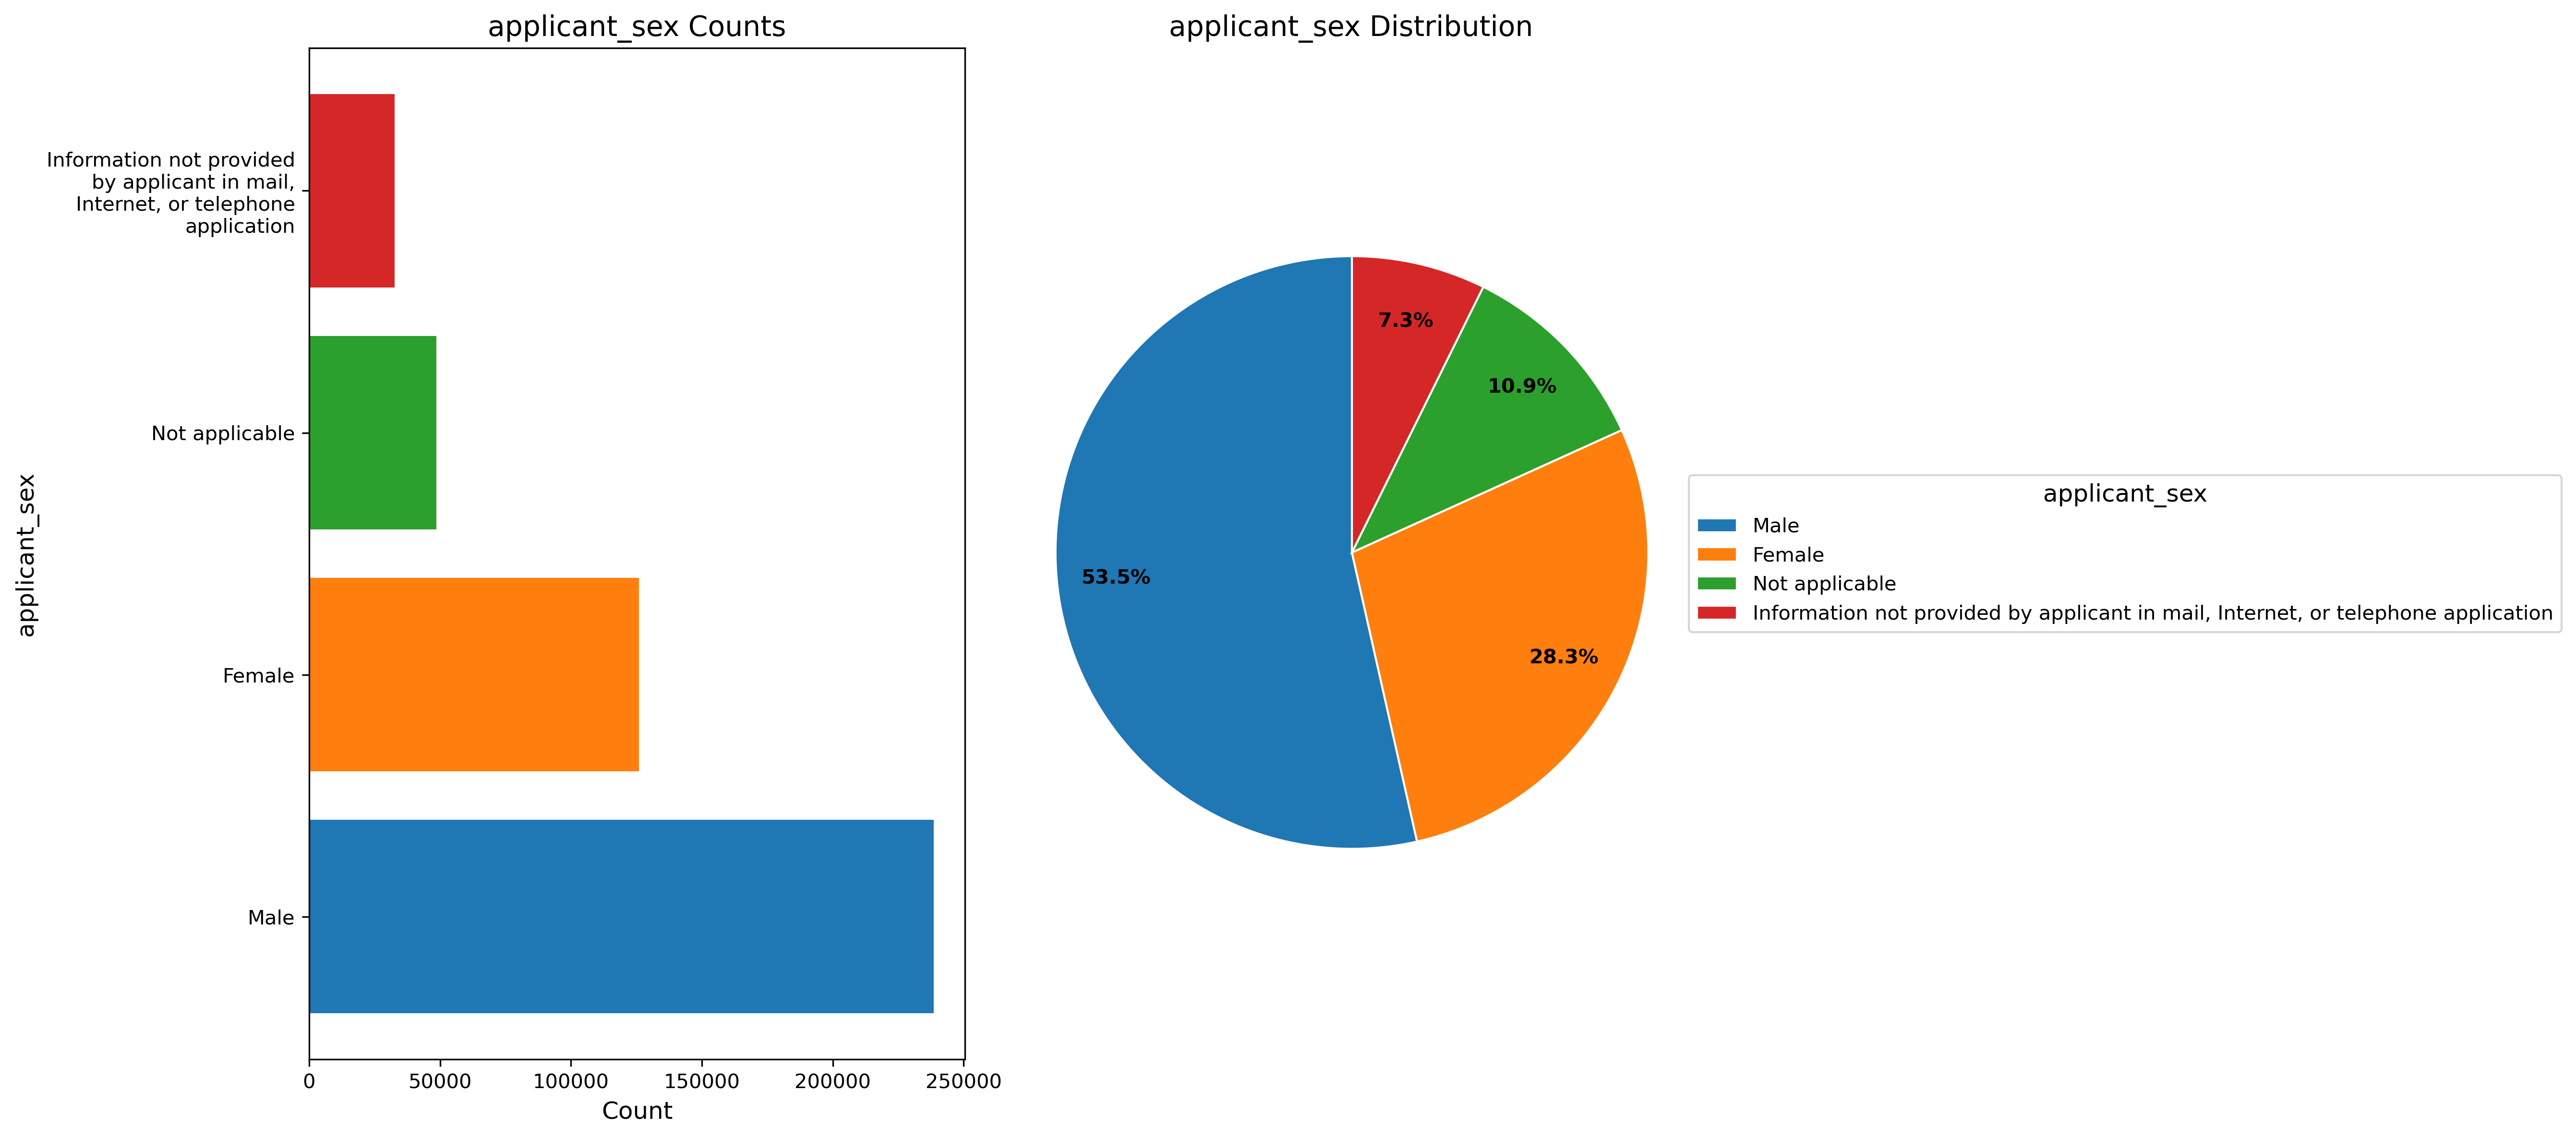 applicant_sex Counts
applicant_sex
Information not provided
by applicant in mail,
Internet, or telephone
application
Not applicable
Female
Male
0 50000 100000 150000 200000 250000
Count
applicant_sex Distribution
7.3%
10.9%
53.5%
28.3%
applicant_sex
Male
Female
Not applicable
Information not provided by applicant in mail, Internet, or telephone application